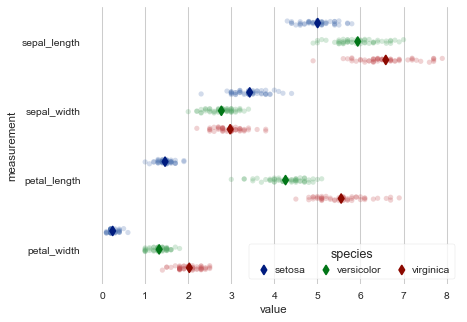 measurement
sepal_length
sepal_width
petal_length
petal_width
species
setosa versicolor virginica
0 1 2 3 4 5 6 7 8
value